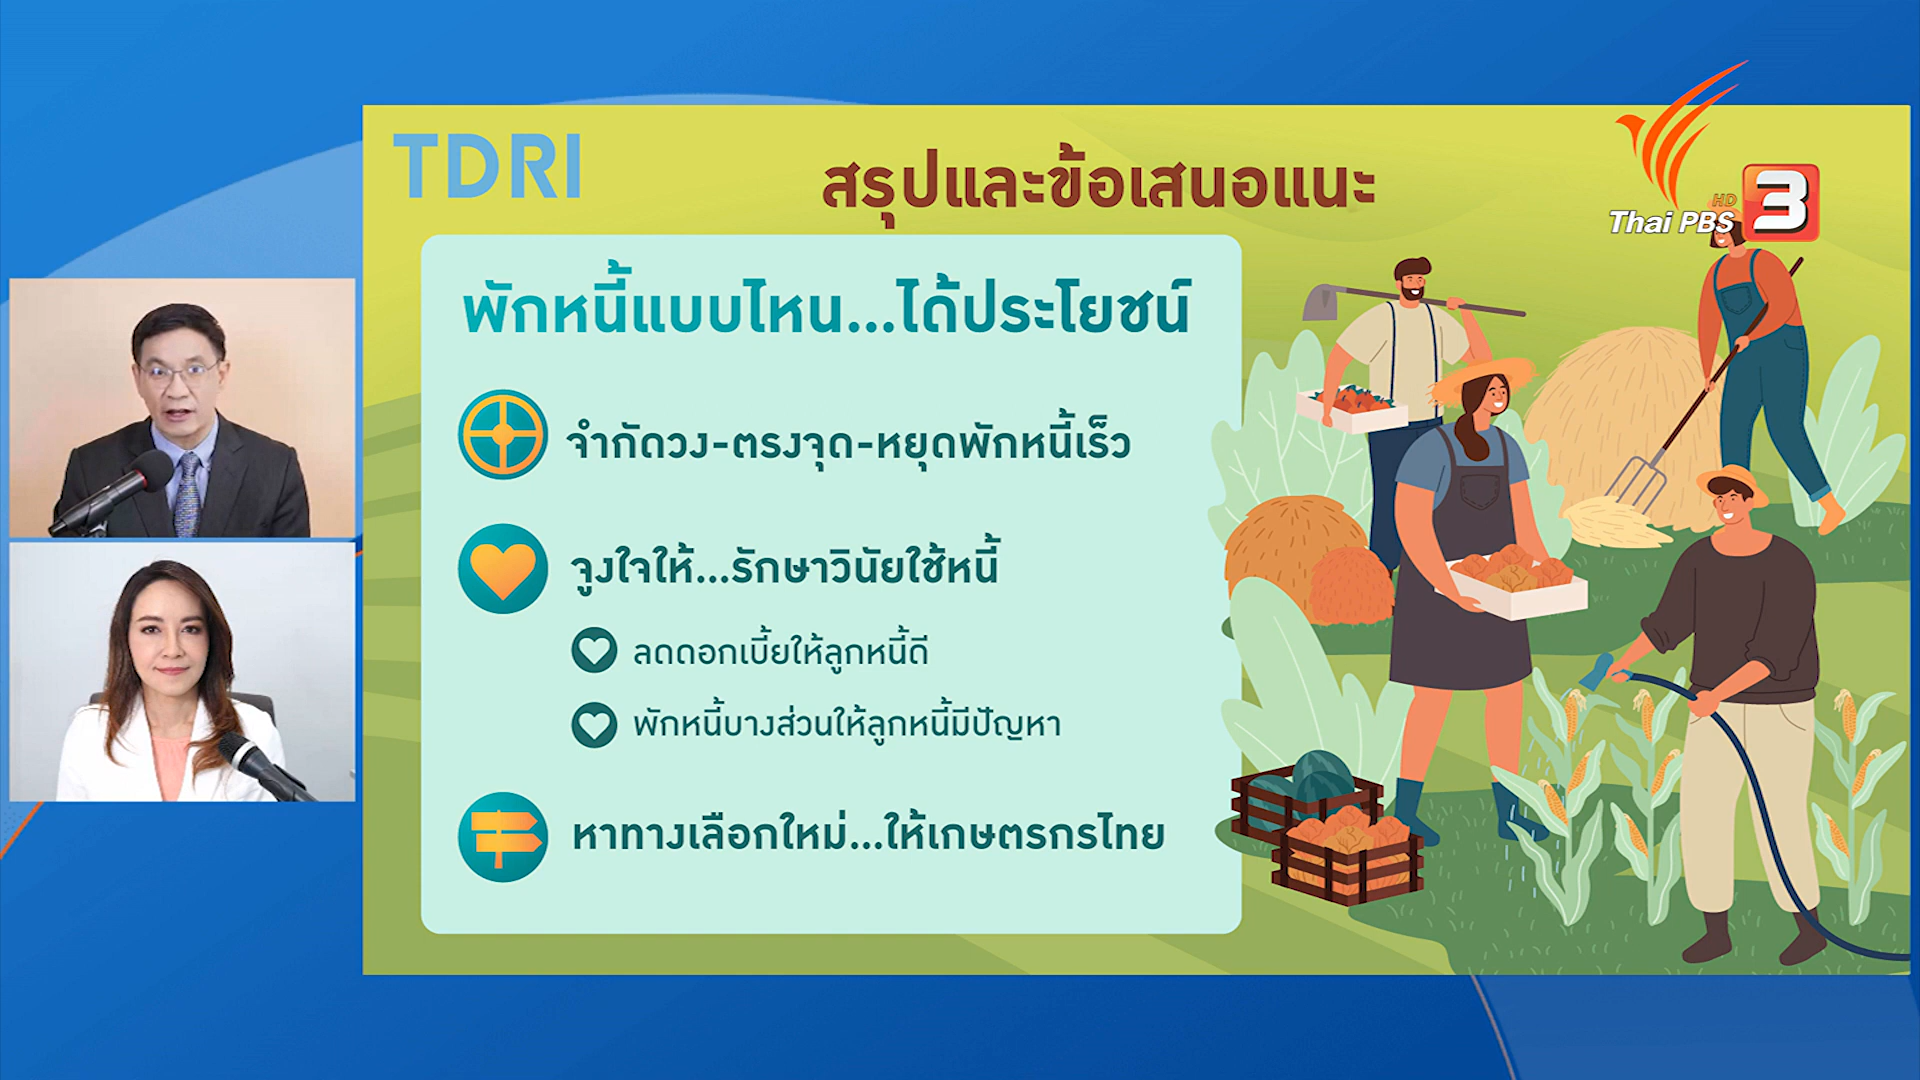 TDRI
สรุปและข้อเสนอแนะ
HD
Thai PBS 3
พักหนี้แบบไหน...ได้ประโยชน์
จำกัดวง-ตรงจุด-หยุดพักหนี้เร็ว
จูงใจให้...รักษาวินัยใช้หนี้
ลดดอกเบี้ยให้ลูกหนี้ดี
พักหนี้บางส่วนให้ลูกหนี้มีปัญหา
หาทางเลือกใหม่...ให้เกษตรกรไทย